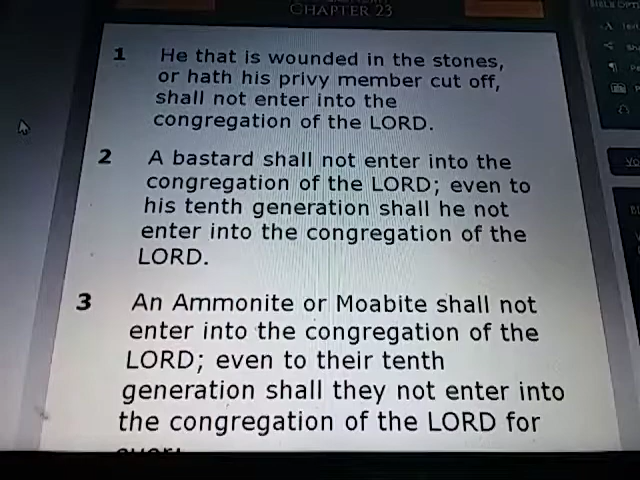 CHAPTER 23
1 He that is wounded in the stones,
or hath his privy member cut off,
shall not enter into the
congregation of the LORD.
2 A bastard shall not enter into the
congregation of the LORD; even to
his tenth generation shall he not
enter into the congregation of the
LORD.
3 An Ammonite or Moabite shall not
enter into the congregation of the
LORD; even to their tenth
generation shall they not enter into
the congregation of the LORD for